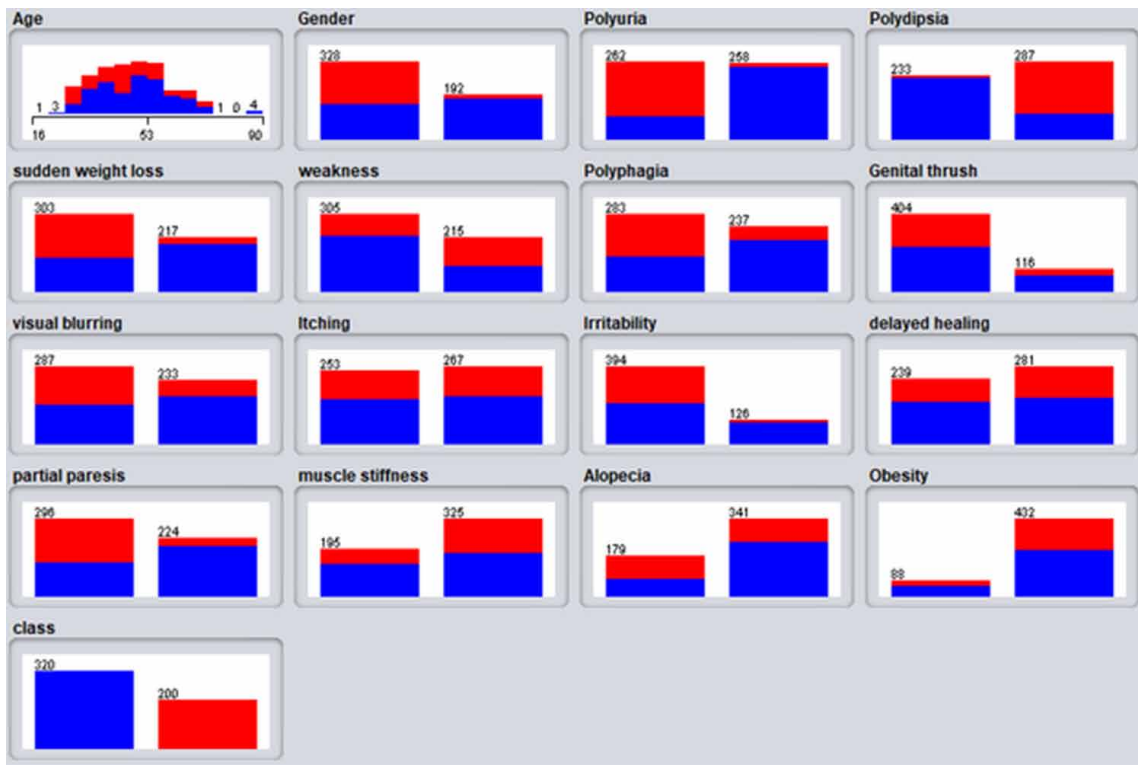 Age Gender Polyuria Polydipsia
328 262 258 287
192 233
1 3 1 0 4
16 53 90
sudden weight loss weakness Polyphagia Genital thrush
303 217 305 215 283 237 404 116
visual blurring Itching Irritability delayed healing
287 233 253 267 394 126 239 281
partial paresis muscle stiffness Alopecia Obesity
296 224 195 325 179 341 88 432
class
320 200